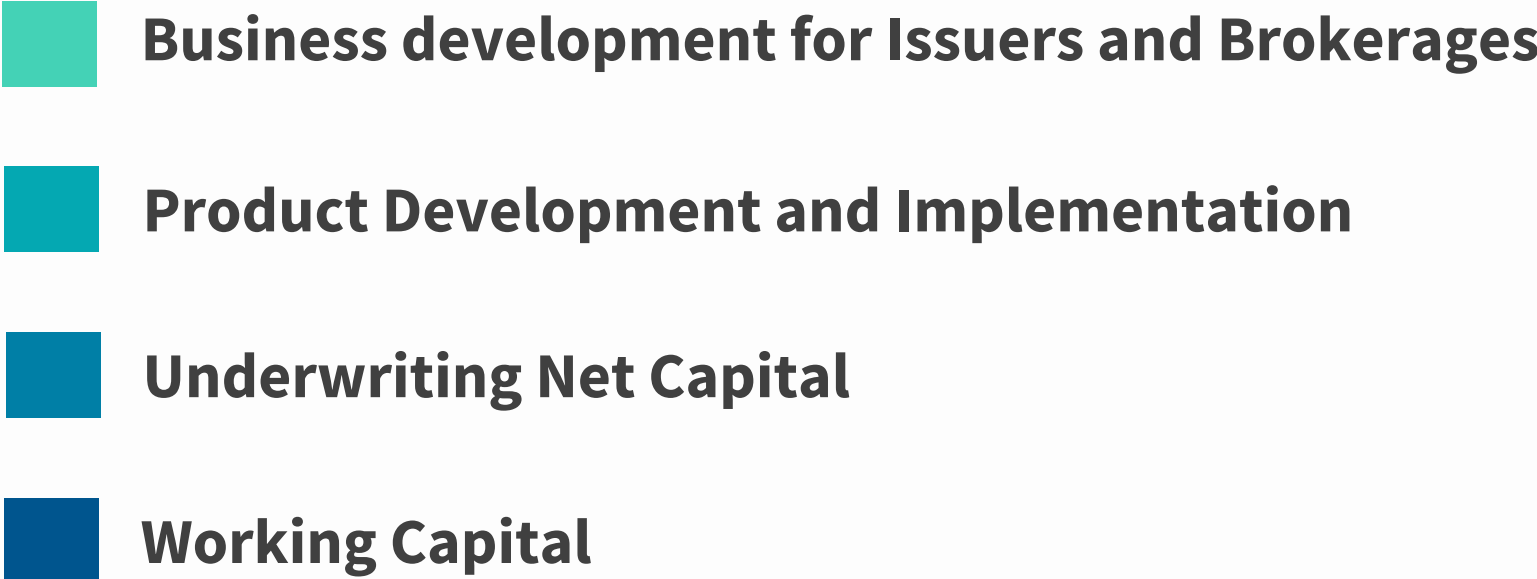 Business development for Issuers and Brokerages
Product Development and Implementation
Underwriting Net Capital
Working Capital